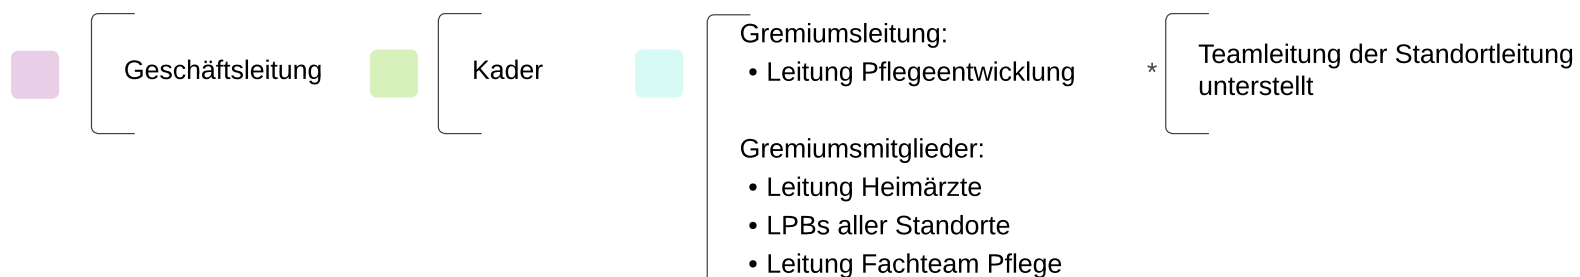 Geschäftsleitung
Kader
Gremiumsleitung:
• Leitung Pflegeentwicklung
Gremiumsmitglieder:
• Leitung Heimärzte
• LPBs aller Standorte
• Leitung Fachteam Pflege
*
Teamleitung der Standortleitung
unterstellt